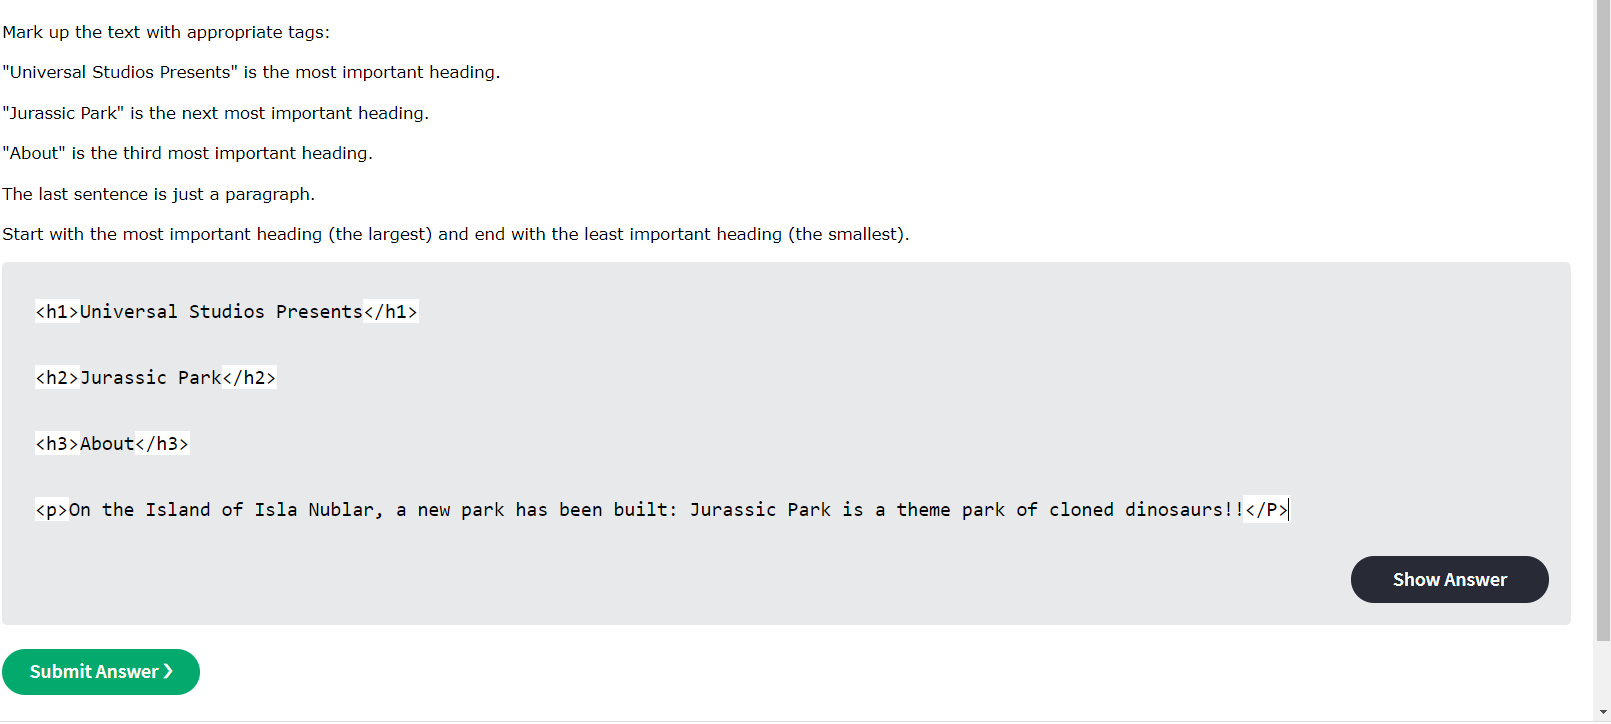 Mark up the text with appropriate tags:
"Universal Studios Presents" is the most important heading.
"Jurassic Park" is the next most important heading.
"About" is the third most important heading.
The last sentence is just a paragraph.
Start with the most important heading (the largest) and end with the least important heading (the smallest).
<h1>Universal Studios Presents</h1>
<h2>Jurassic Park</h2>
<h3>About</h3>
<p>On the Island of Isla Nublar, a new park has been built: Jurassic Park is a theme park of cloned dinosaurs!!</P>
Show Answer
Submit Answer ❯